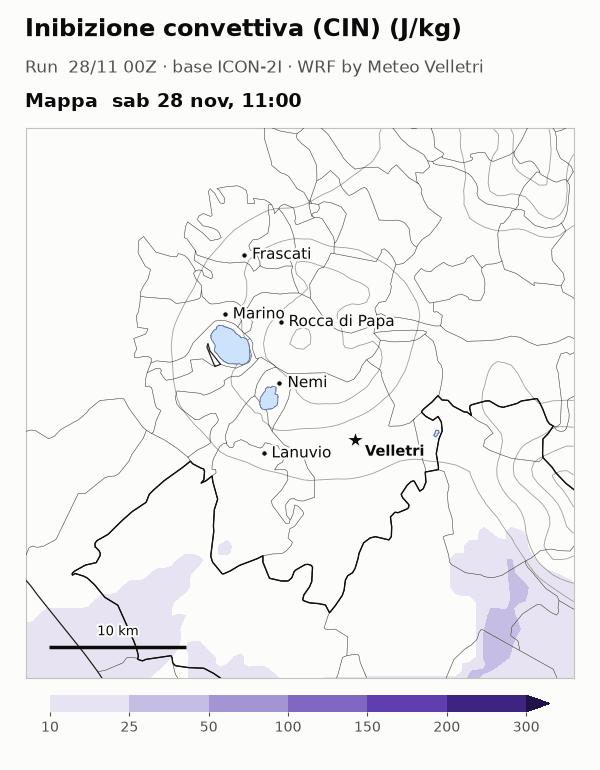 Inibizione convettiva (CIN) (J/kg)
Run  28/11 00Z · base ICON-2I · WRF by Meteo Velletri
Mappa  sab 28 nov, 11:00
Frascati
Marino
Rocca di Papa
Nemi
Velletri
Lanuvio
10 km
10 25 50 100 150 200 300